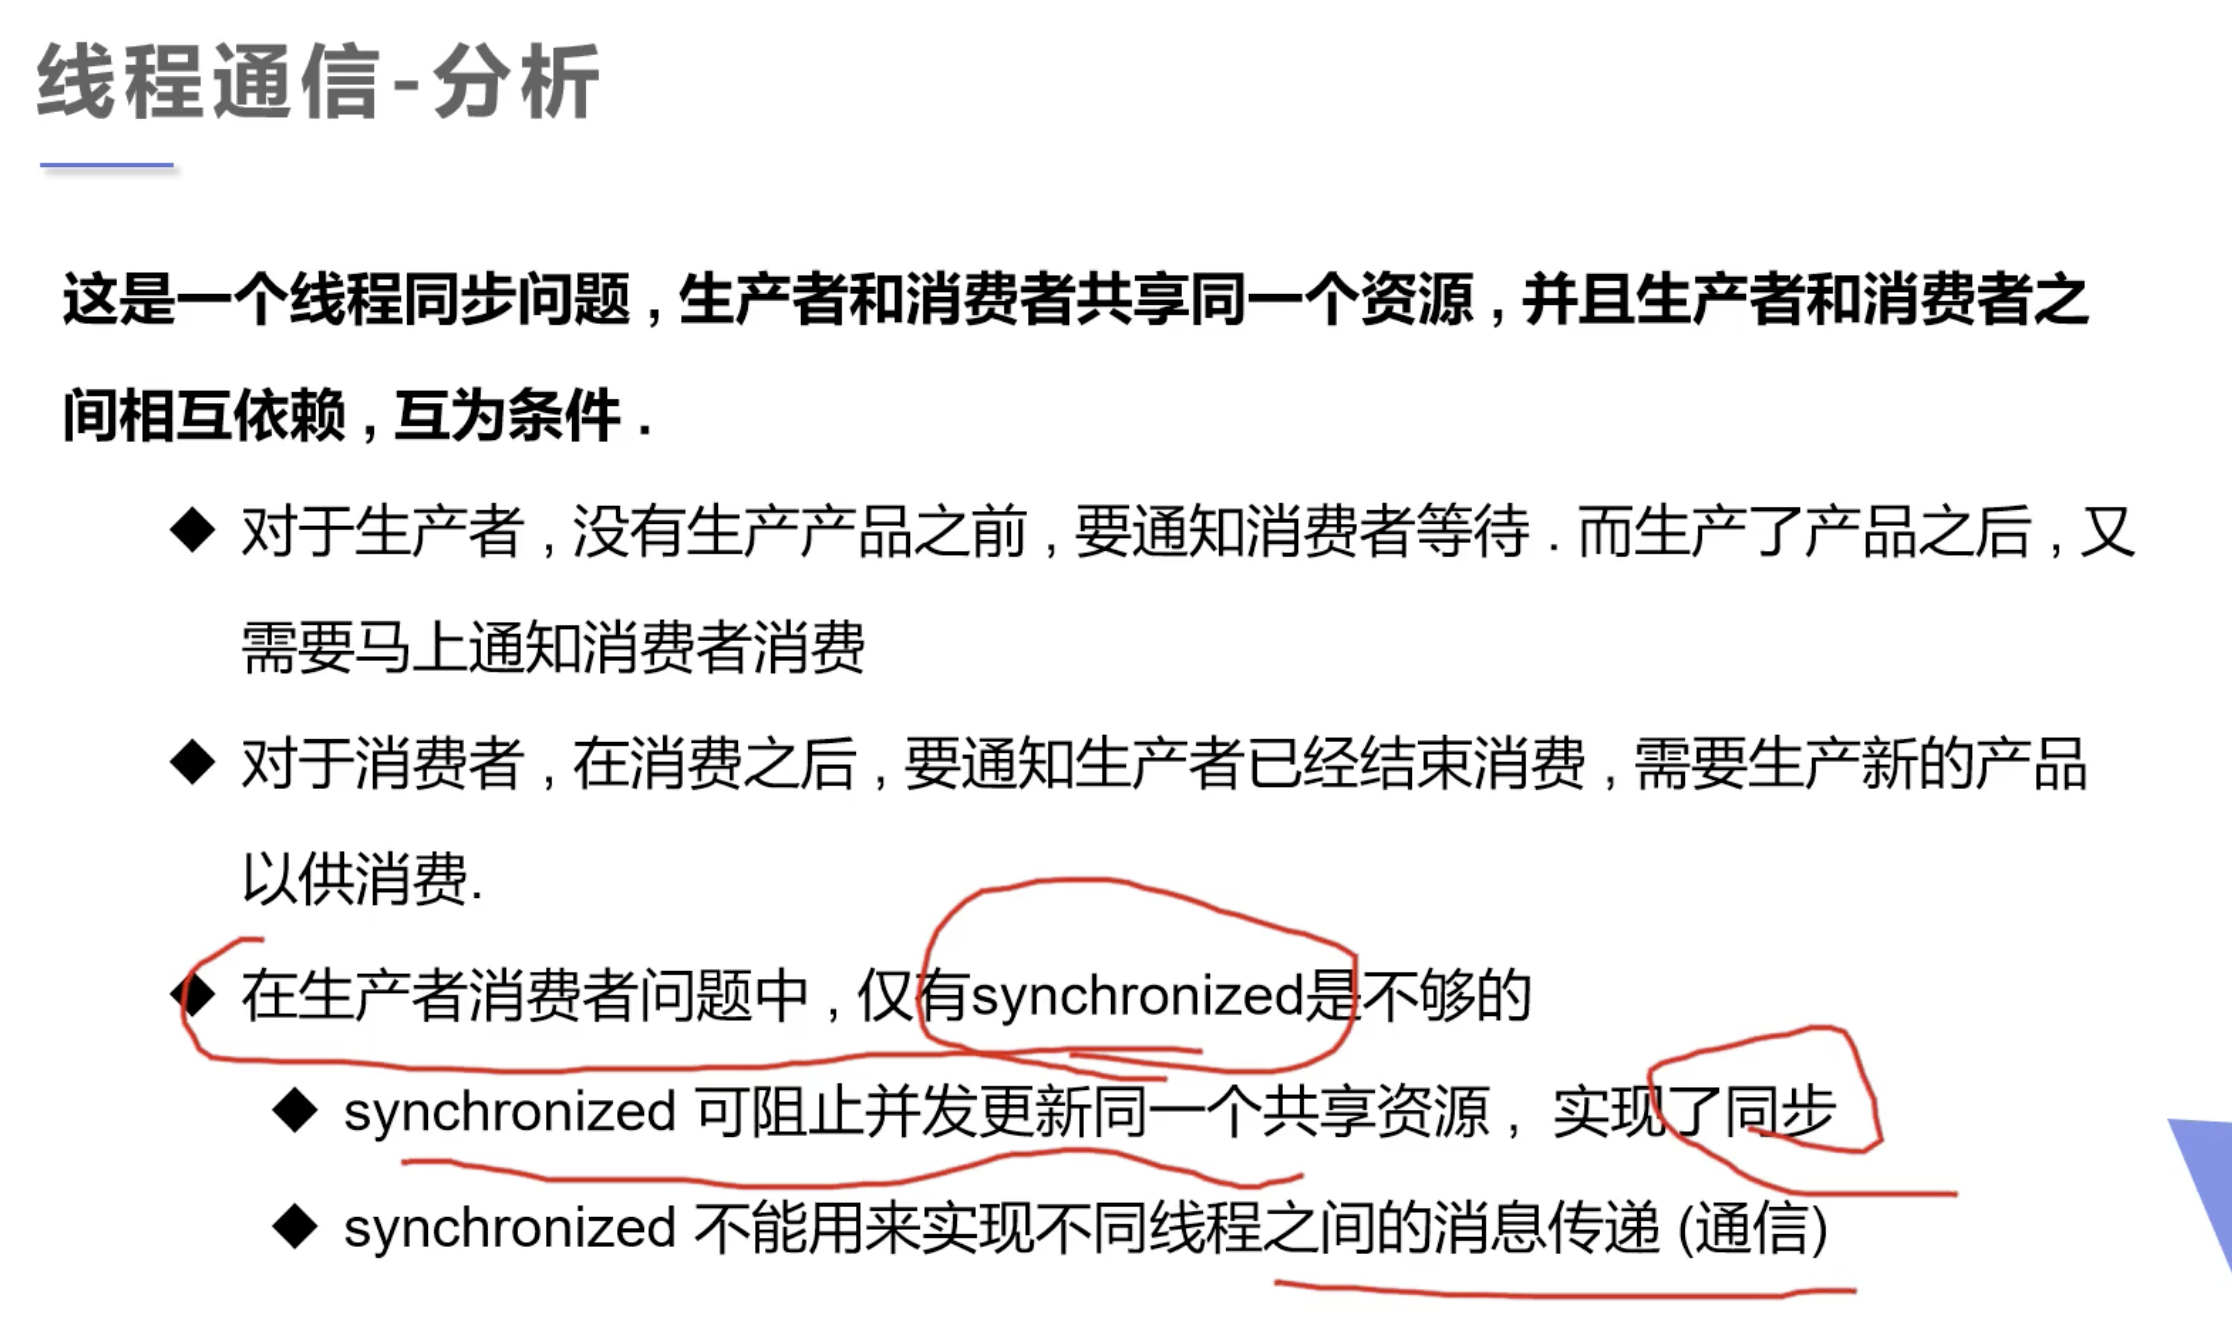 线程通信-分析
这是一个线程同步问题 , 生产者和消费者共享同一个资源 , 并且生产者和消费者之
间相互依赖 , 互为条件 .
◆ 对于生产者 , 没有生产产品之前 , 要通知消费者等待 . 而生产了产品之后 , 又
需要马上通知消费者消费
◆ 对于消费者 , 在消费之后 , 要通知生产者已经结束消费 , 需要生产新的产品
以供消费.
◆ 在生产者消费者问题中 , 仅有synchronized是不够的
◆ synchronized 可阻止并发更新同一个共享资源 , 实现了同步
◆ synchronized 不能用来实现不同线程之间的消息传递 (通信)